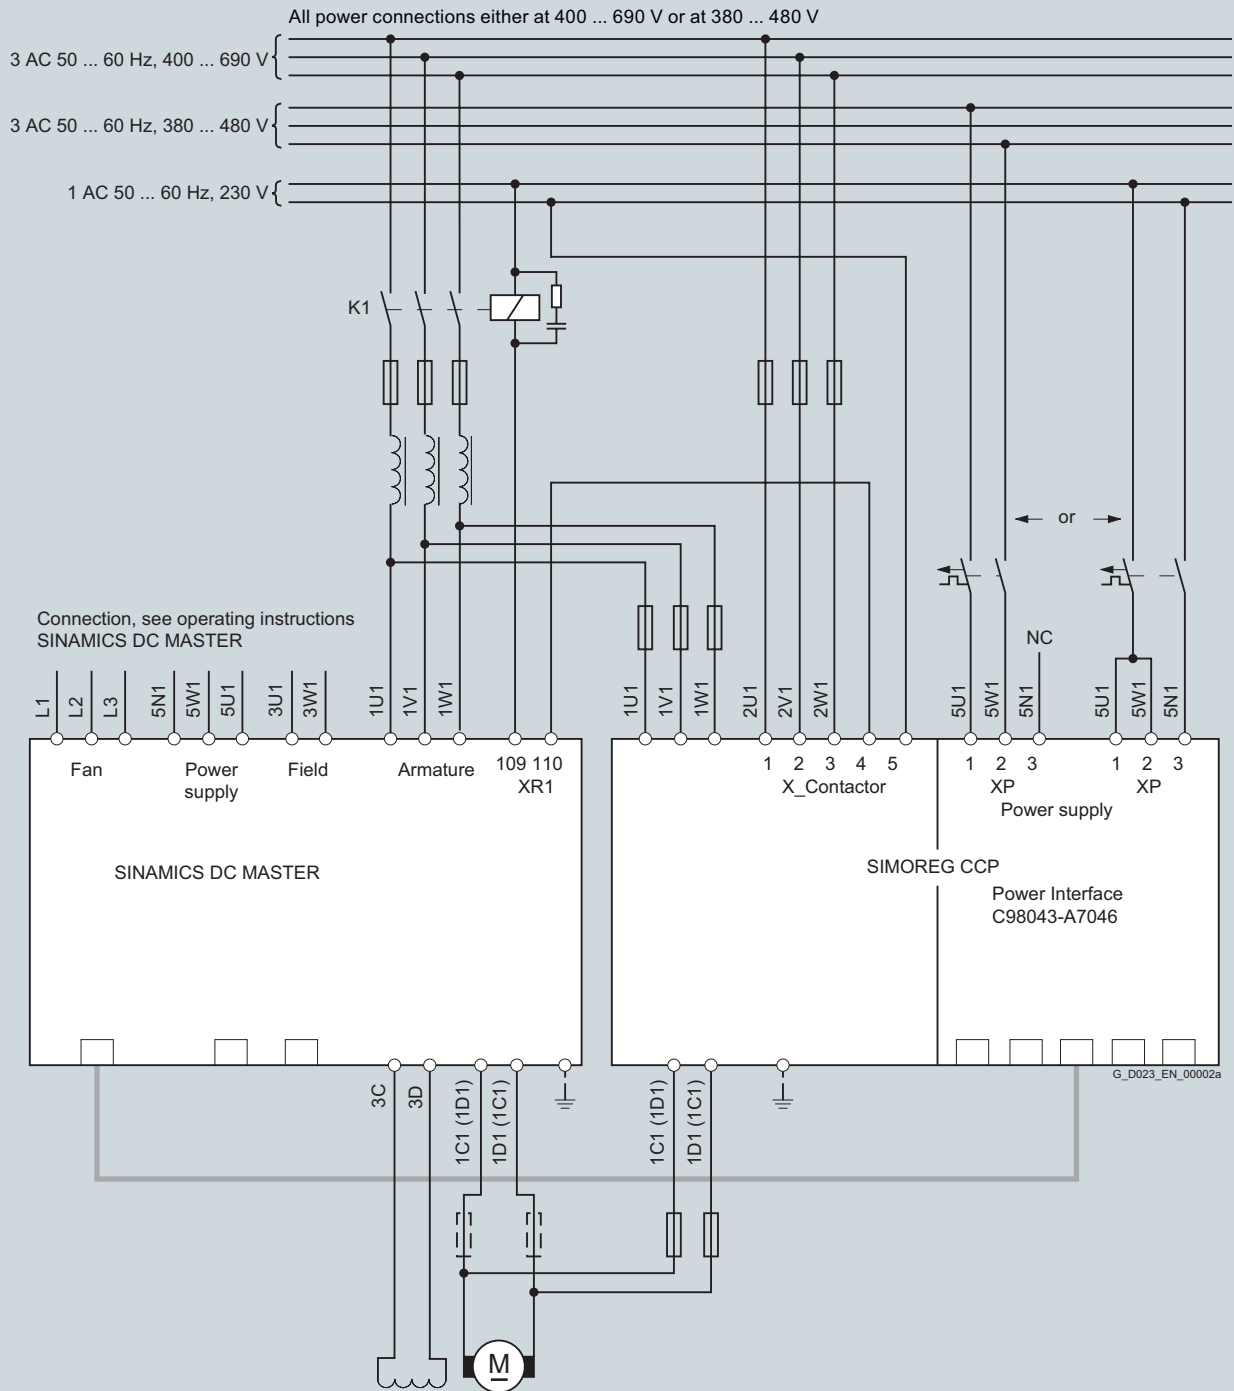 All power connections either at 400 ... 690 V or at 380 ... 480 V
3 AC 50 ... 60 Hz, 400 ... 690 V
3 AC 50 ... 60 Hz, 380 ... 480 V
1 AC 50 ... 60 Hz, 230 V
K1
or
Connection, see operating instructions
SINAMICS DC MASTER
NC
L1 L2 L3 5N1 5W1 5U1 3U1 3W1 1U1 1V1 1W1 1U1 1V1 1W1 2U1 2V1 2W1 5U1 5W1 5N1 5U1 5W1 5N1
Fan
Power
supply
Field
Armature
109 110
XR1
1 2 3 4 5
X_Contactor
1 2 3
XP
1 2 3
XP
Power supply
SINAMICS DC MASTER
SIMOREG CCP
Power Interface
C98043-A7046
G_D023_EN_00002a
3C 3D 1C1 (1D1) 1D1 (1C1) 1C1 (1D1) 1D1 (1C1)
M